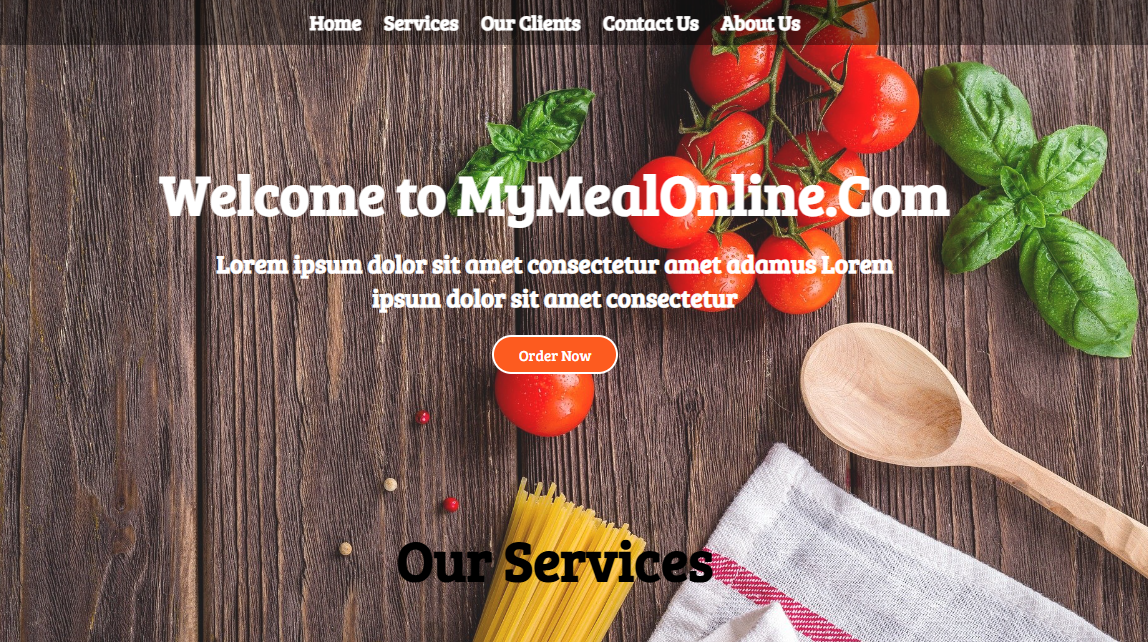 Home Services Our Clients Contact Us About Us
Welcome to MyMealOnline.Com
Lorem ipsum dolor sit amet consectetur amet adamus Lorem
ipsum dolor sit amet consectetur
Order Now
Our Services